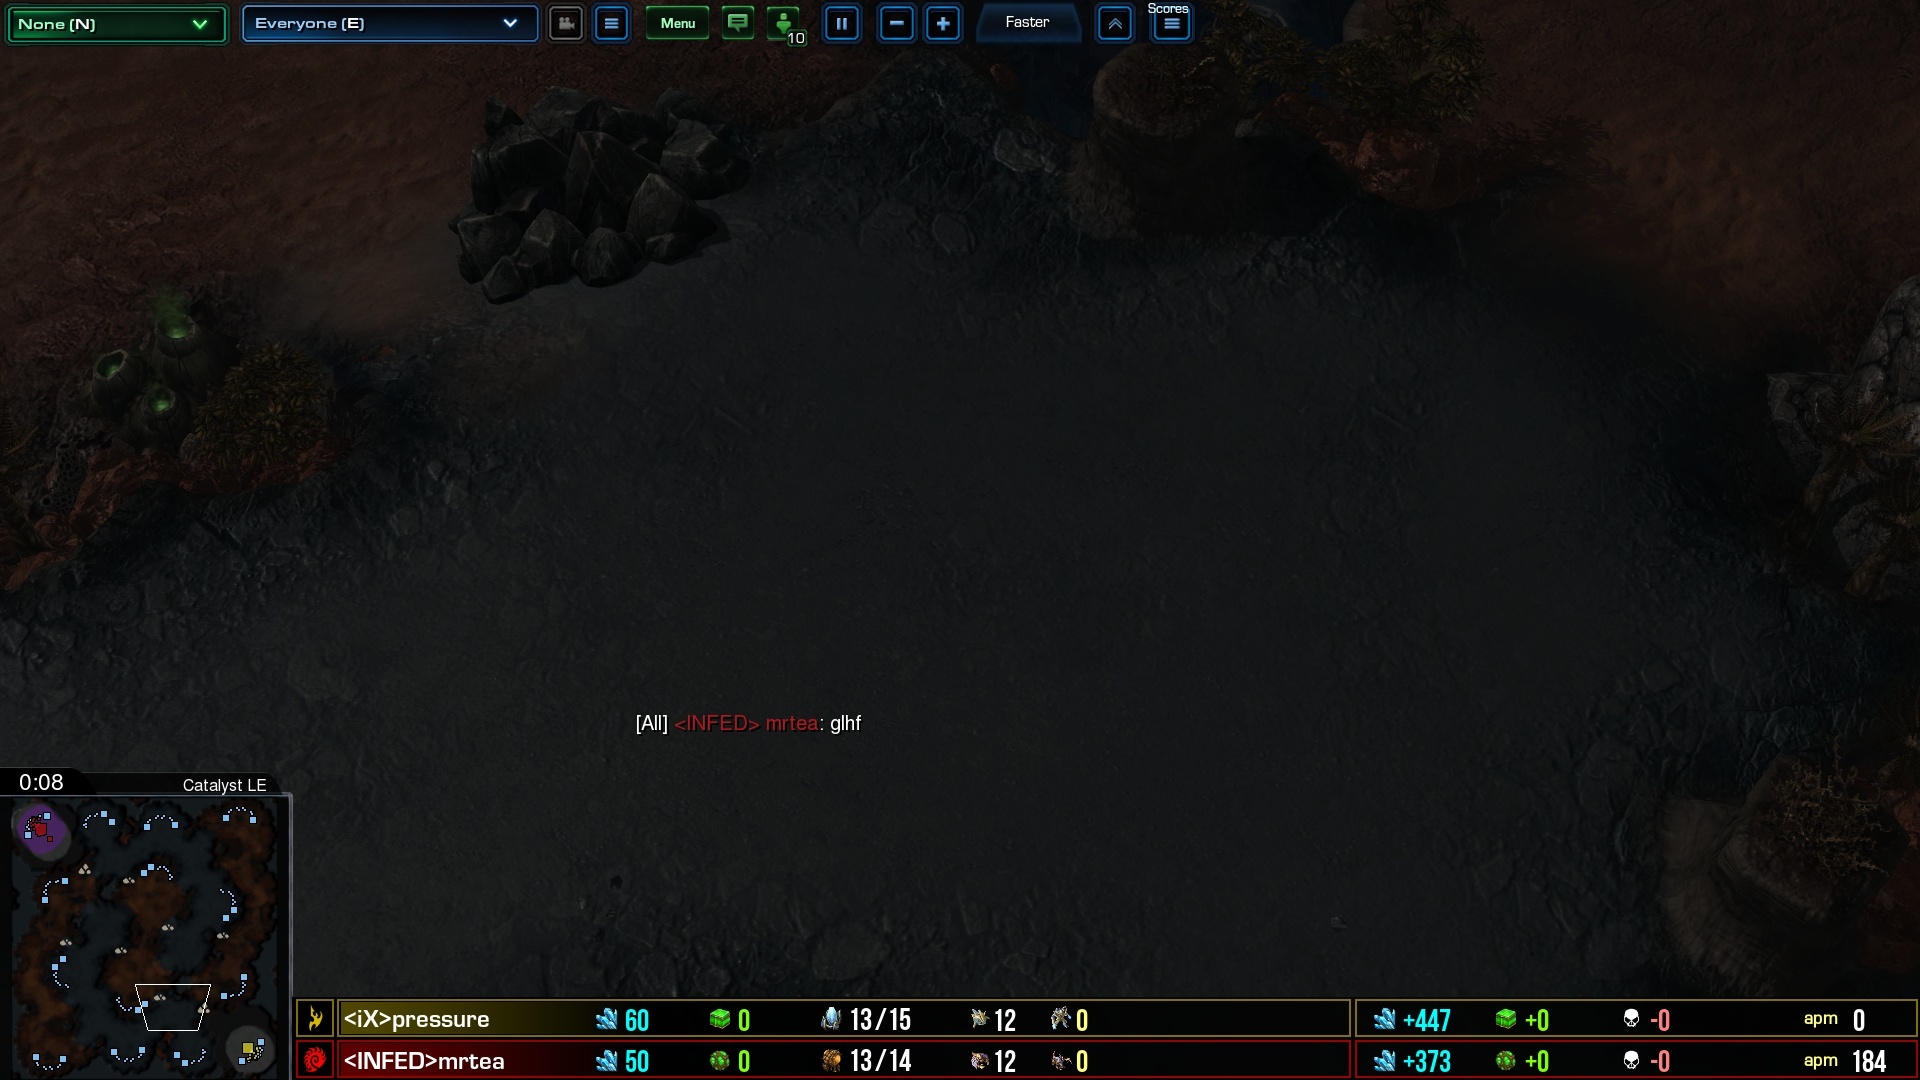 None (N)
Everyone (E)
Menu
10
Faster
Scores
[All] <INFED> mrtea: glhf
0:08
Catalyst LE
<iX>pressure 60 0 13/15 12 0 +447 +0 -0 apm 0
<INFED>mrtea 50 0 13/14 12 0 +373 +0 -0 apm 184